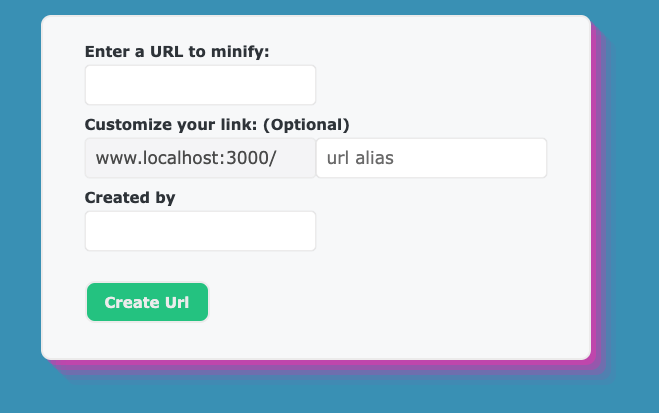 Enter a URL to minify:
Customize your link: (Optional)
www.localhost:3000/ url alias
Created by
Create Url